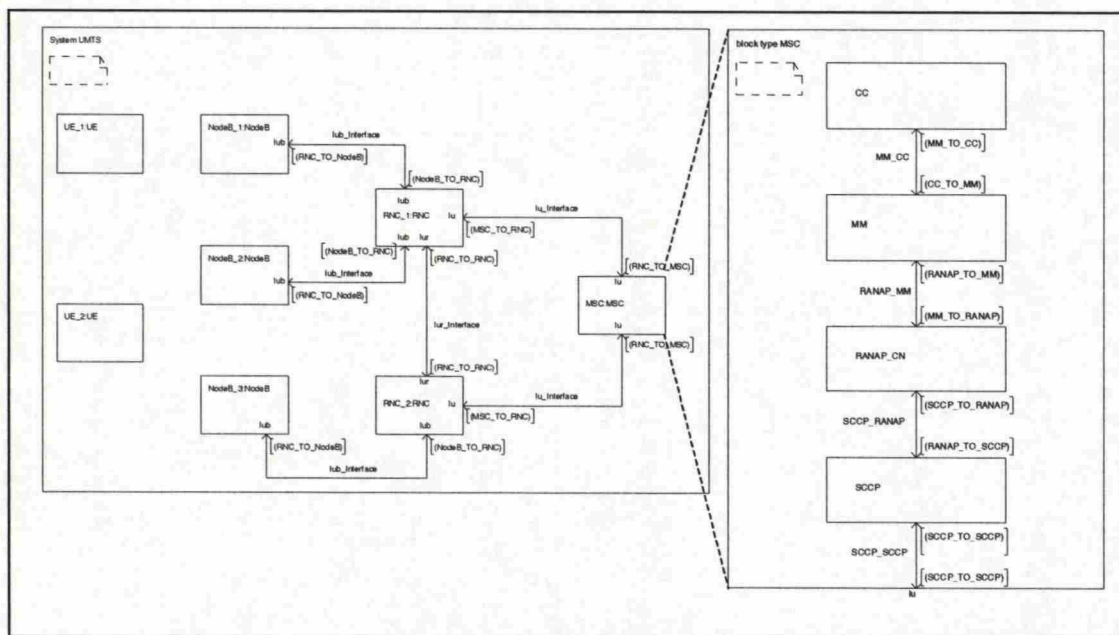 System UMTS
UE_1:UE
NodeB_1:NodeB
Iub
Iub_Interface
(RNC_TO_NodeB)
(NodeB_TO_RNC)
Iub
RNC_1:RNC
Iu
Iub
Iur
Iu_Interface
(MSC_TO_RNC)
(NodeB_TO_RNC)
(RNC_TO_RNC)
NodeB_2:NodeB
Iub
Iub_Interface
(RNC_TO_NodeB)
(RNC_TO_MSC)
Iu
MSC:MSC
Iu
(RNC_TO_MSC)
UE_2:UE
Iur_Interface
(RNC_TO_RNC)
NodeB_3:NodeB
Iub
Iur
RNC_2:RNC
Iu
Iub
Iu_Interface
(MSC_TO_RNC)
(RNC_TO_NodeB)
(NodeB_TO_RNC)
Iub_Interface
block type MSC
CC
(MM_TO_CC)
MM_CC
(CC_TO_MM)
MM
(RANAP_TO_MM)
RANAP_MM
(MM_TO_RANAP)
RANAP_CN
(SCCP_TO_RANAP)
SCCP_RANAP
(RANAP_TO_SCCP)
SCCP
(SCCP_TO_SCCP)
SCCP_SCCP
(SCCP_TO_SCCP)
Iu